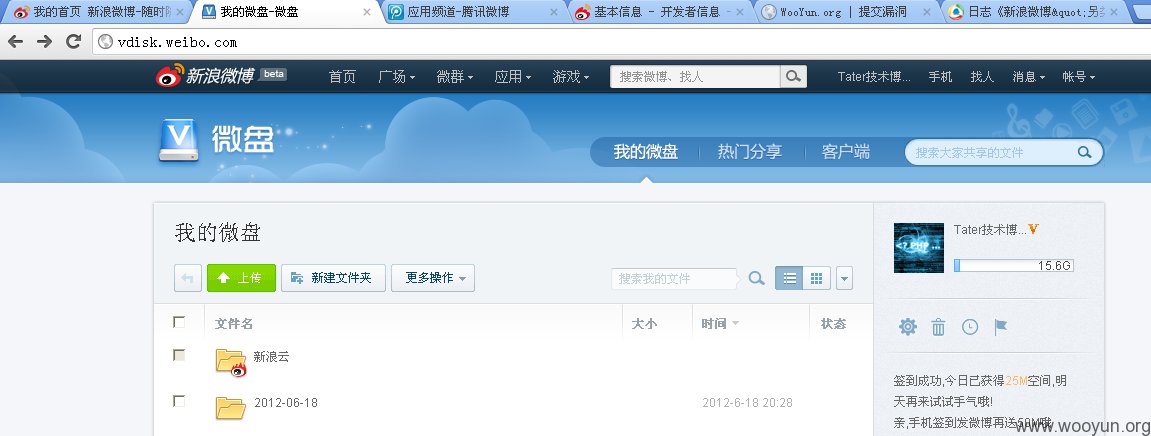 我的首页 新浪微博-随时
我的微盘-微盘
应用频道-腾讯微博
基本信息 - 开发者信息 -
WooYun.org | 提交漏洞
日志《新浪微博&quot;另
vdisk.weibo.com
新浪微博 beta 首页 广场 微群 应用 游戏 搜索微博、找人 Tater技术博... 手机 找人 消息 帐号
V 微盘
我的微盘 热门分享 客户端 搜索大家共享的文件
我的微盘
上传 新建文件夹 更多操作 搜索我的文件
文件名 大小 时间 状态
新浪云
2012-06-18 2012-6-18 20:28
<? PHP ...
Tater技术博...V
15.6G
签到成功,今日已获得25M空间,明
天再来试试手气哦!
亲,手机签到发微博再送50M哦
www.wooyun.org